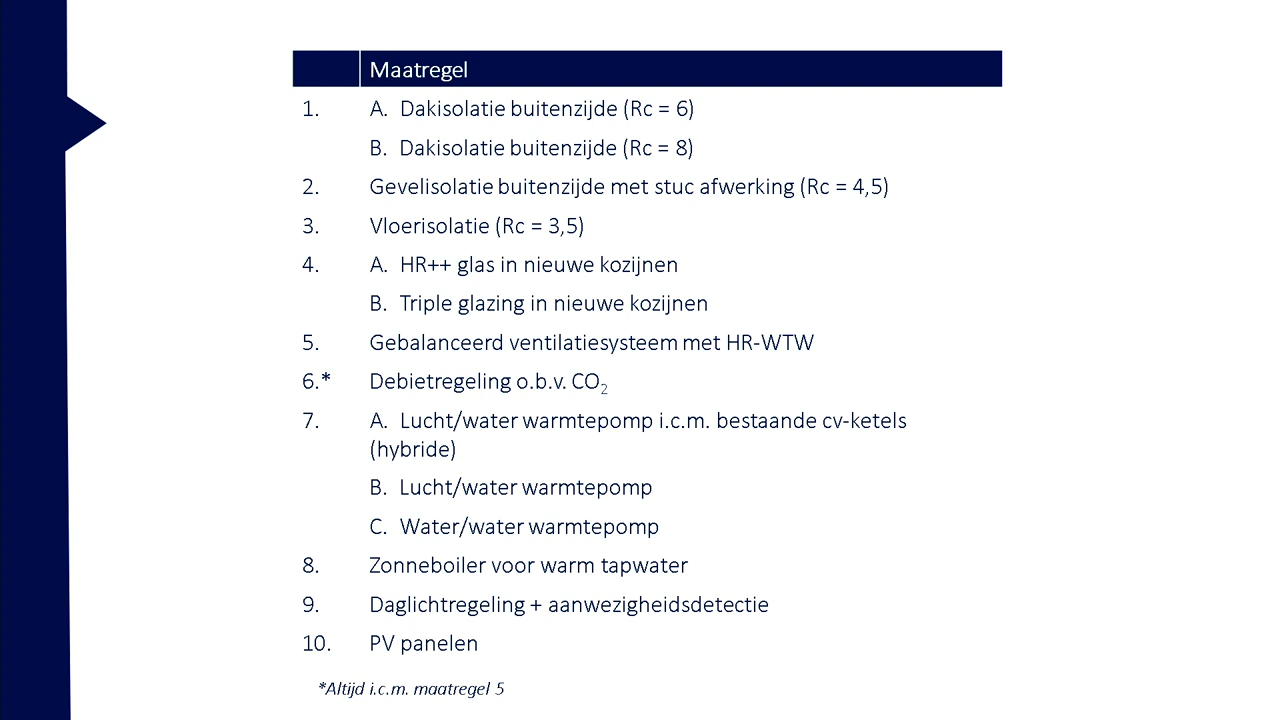 Maatregel
1. A. Dakisolatie buitenzijde (Rc = 6)
B. Dakisolatie buitenzijde (Rc = 8)
2. Gevelisolatie buitenzijde met stuc afwerking (Rc = 4,5)
3. Vloerisolatie (Rc = 3,5)
4. A. HR++ glas in nieuwe kozijnen
B. Triple glazing in nieuwe kozijnen
5. Gebalanceerd ventilatiesysteem met HR-WTW
6.* Debietregeling o.b.v. CO₂
7. A. Lucht/water warmtepomp i.c.m. bestaande cv-ketels
(hybride)
B. Lucht/water warmtepomp
C. Water/water warmtepomp
8. Zonneboiler voor warm tapwater
9. Daglichtregeling + aanwezigheidsdetectie
10. PV panelen
*Altijd i.c.m. maatregel 5